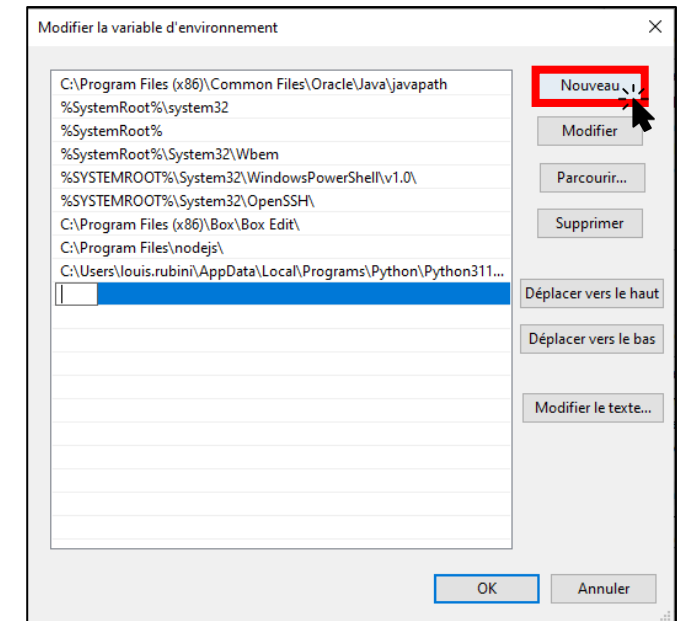 Modifier la variable d'environnement
C:\Program Files (x86)\Common Files\Oracle\Java\javapath
%SystemRoot%\system32
%SystemRoot%
%SystemRoot%\System32\Wbem
%SYSTEMROOT%\System32\WindowsPowerShell\v1.0\
%SYSTEMROOT%\System32\OpenSSH\
C:\Program Files (x86)\Box\Box Edit\
C:\Program Files\nodejs\
C:\Users\louis.rubini\AppData\Local\Programs\Python\Python311...
Nouveau
Modifier
Parcourir...
Supprimer
Déplacer vers le haut
Déplacer vers le bas
Modifier le texte...
OK
Annuler